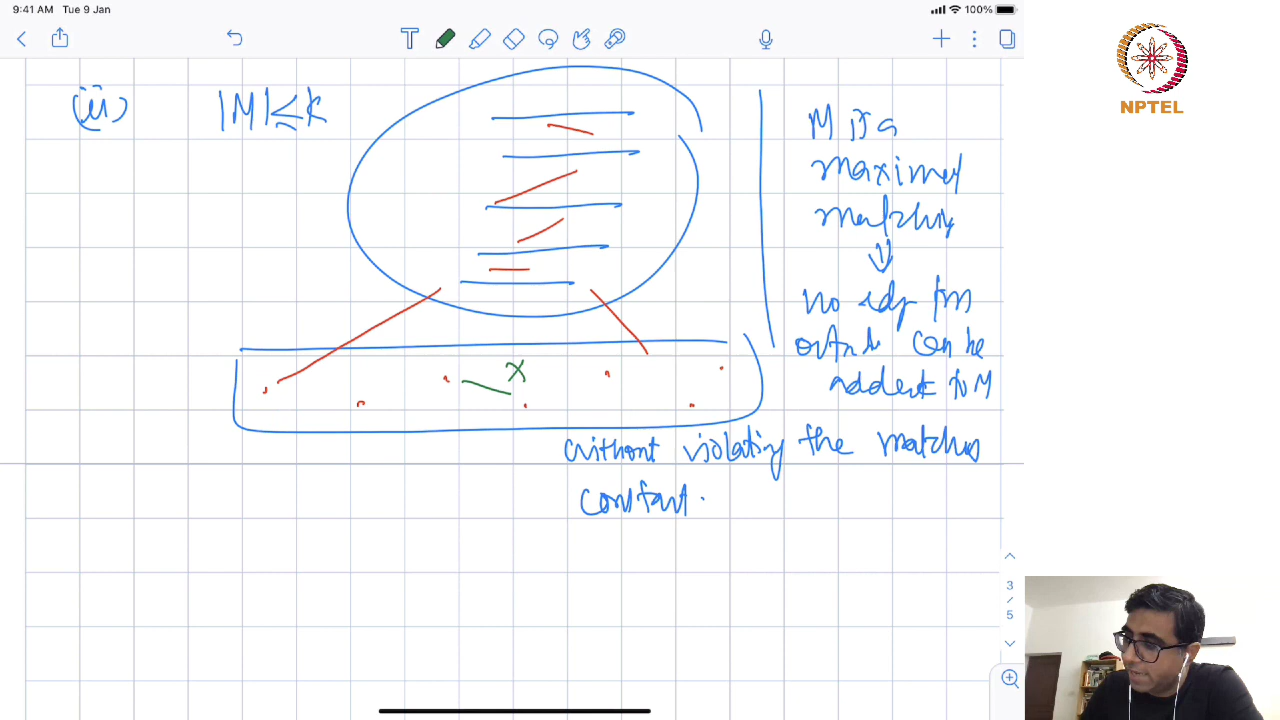 9:41 AM Tue 9 Jan
100%
NPTEL
(ii) |M| ≤ k
M is a
maximal
matching
⇓
no edge from
outside can be
added to M
without violating the matching
X
3
/
5